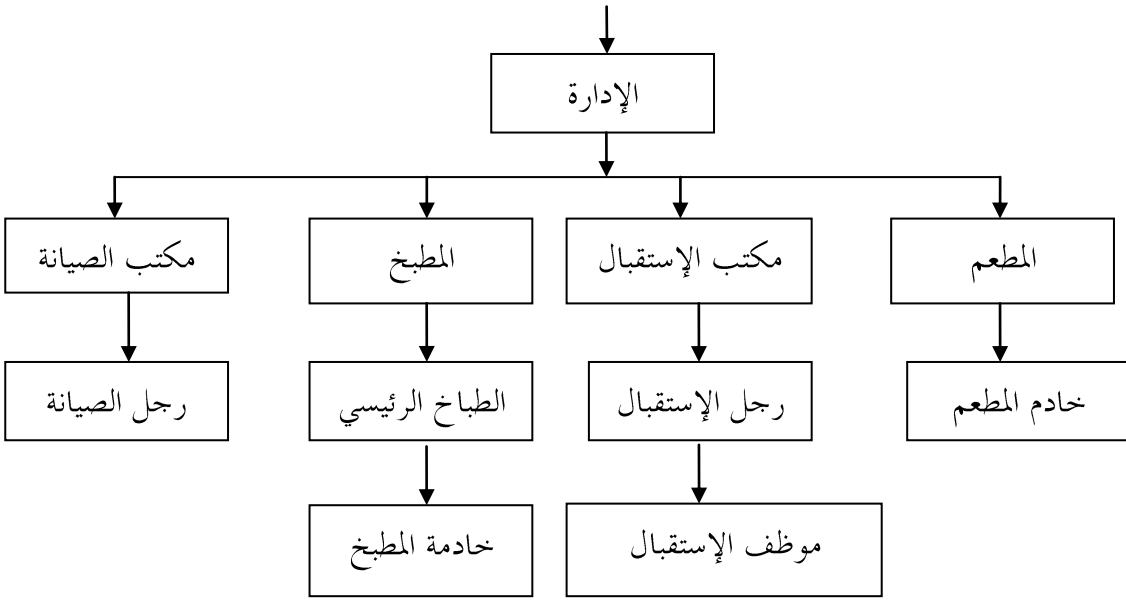 الإدارة
المطعم
مكتب الإستقبال
المطبخ
مكتب الصيانة
خادم المطعم
رجل الإستقبال
الطباخ الرئيسي
رجل الصيانة
موظف الإستقبال
خادمة المطبخ